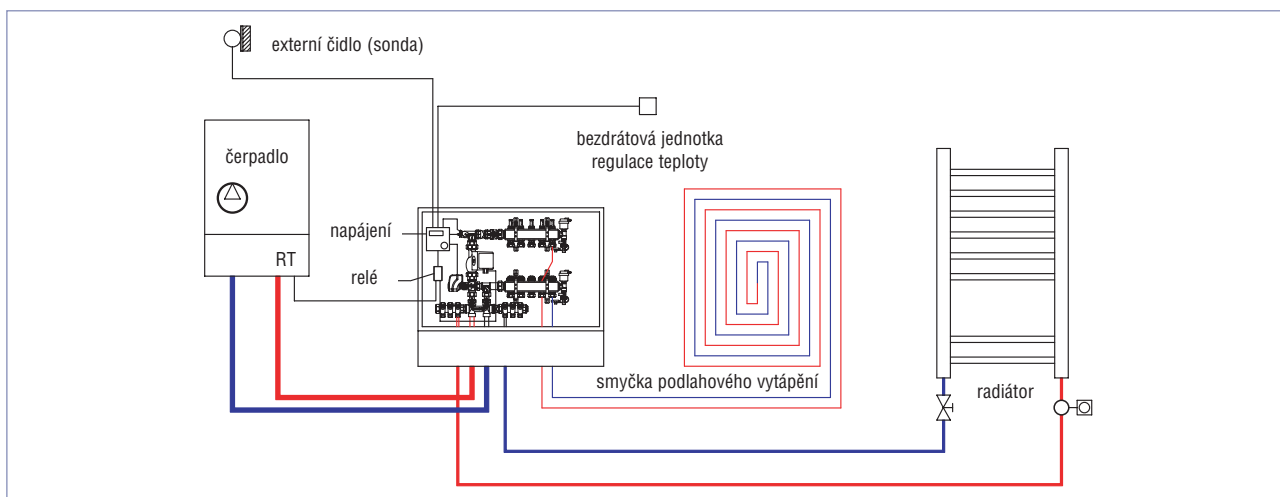 externí čidlo (sonda)
bezdrátová jednotka
regulace teploty
čerpadlo
napájení
RT
relé
smyčka podlahového vytápění
radiátor